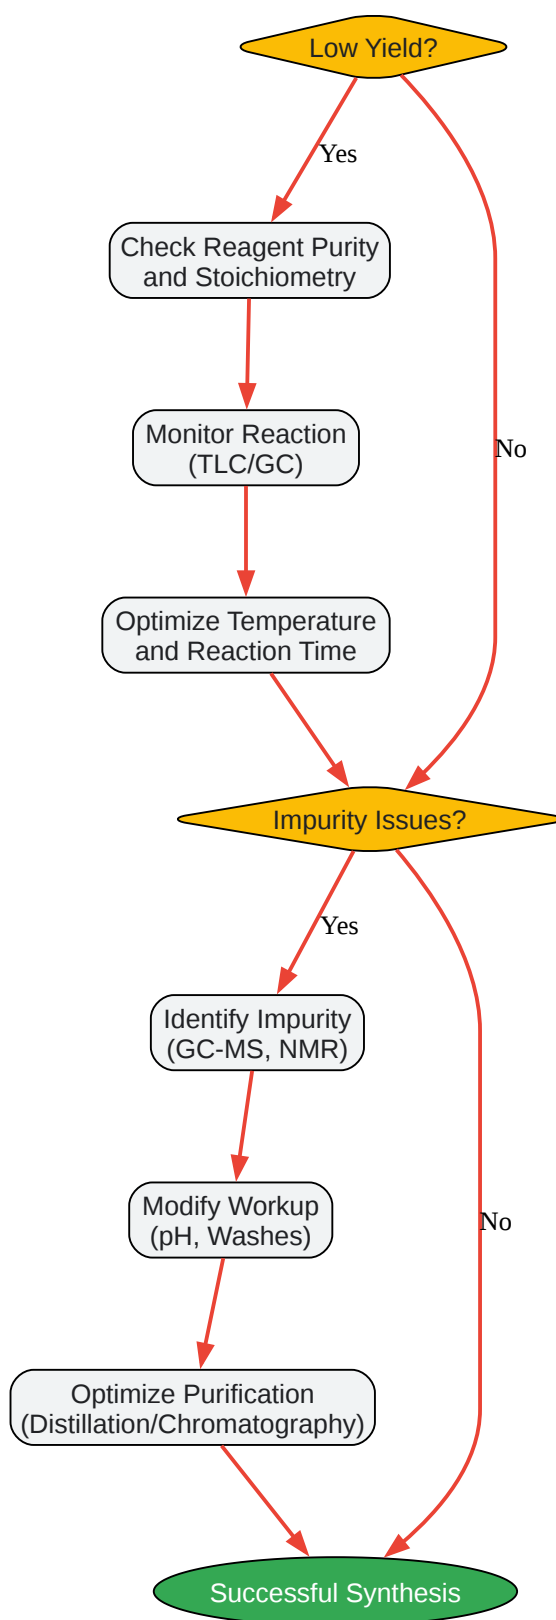 Low Yield?
Yes
Check Reagent Purity
and Stoichiometry
Monitor Reaction
(TLC/GC)
No
Optimize Temperature
and Reaction Time
Impurity Issues?
Yes
Identify Impurity
(GC-MS, NMR)
Modify Workup
(pH, Washes)
No
Optimize Purification
(Distillation/Chromatography)
Successful Synthesis